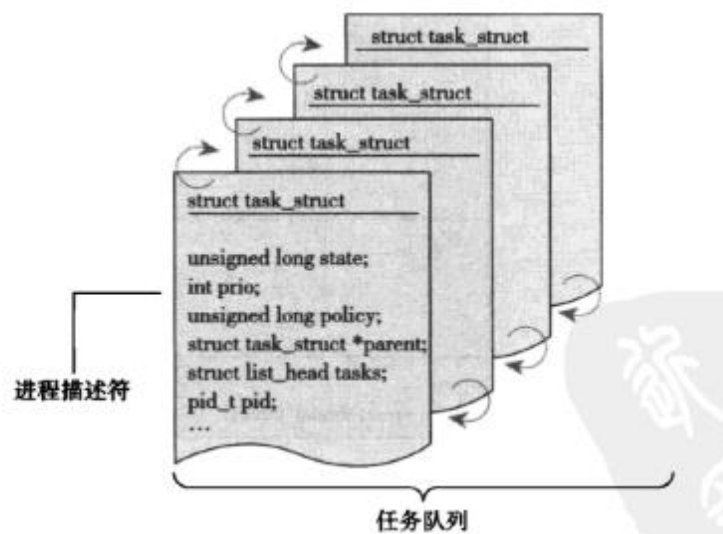 struct task_struct
struct task_struct
struct task_struct
struct task_struct
unsigned long state;
int prio;
unsigned long policy;
struct task_struct *parent;
struct list_head tasks;
pid_t pid;
…
进程描述符
任务队列